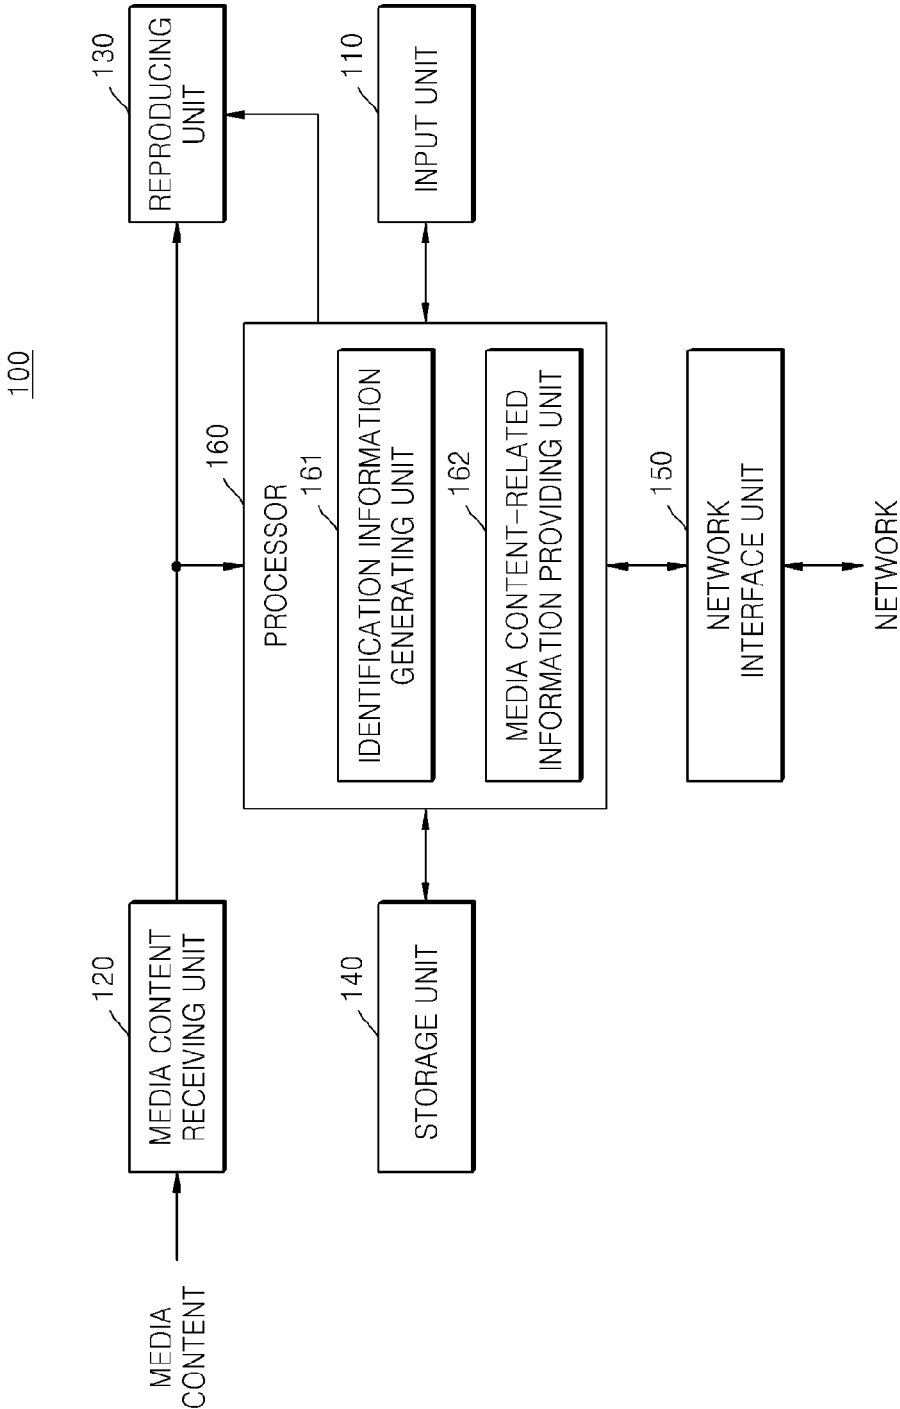 100
MEDIA
CONTENT
120
MEDIA CONTENT
RECEIVING UNIT
130
REPRODUCING
UNIT
160
PROCESSOR
161
IDENTIFICATION INFORMATION
GENERATING UNIT
162
MEDIA CONTENT-RELATED
INFORMATION PROVIDING UNIT
140
STORAGE UNIT
110
INPUT UNIT
150
NETWORK
INTERFACE UNIT
NETWORK